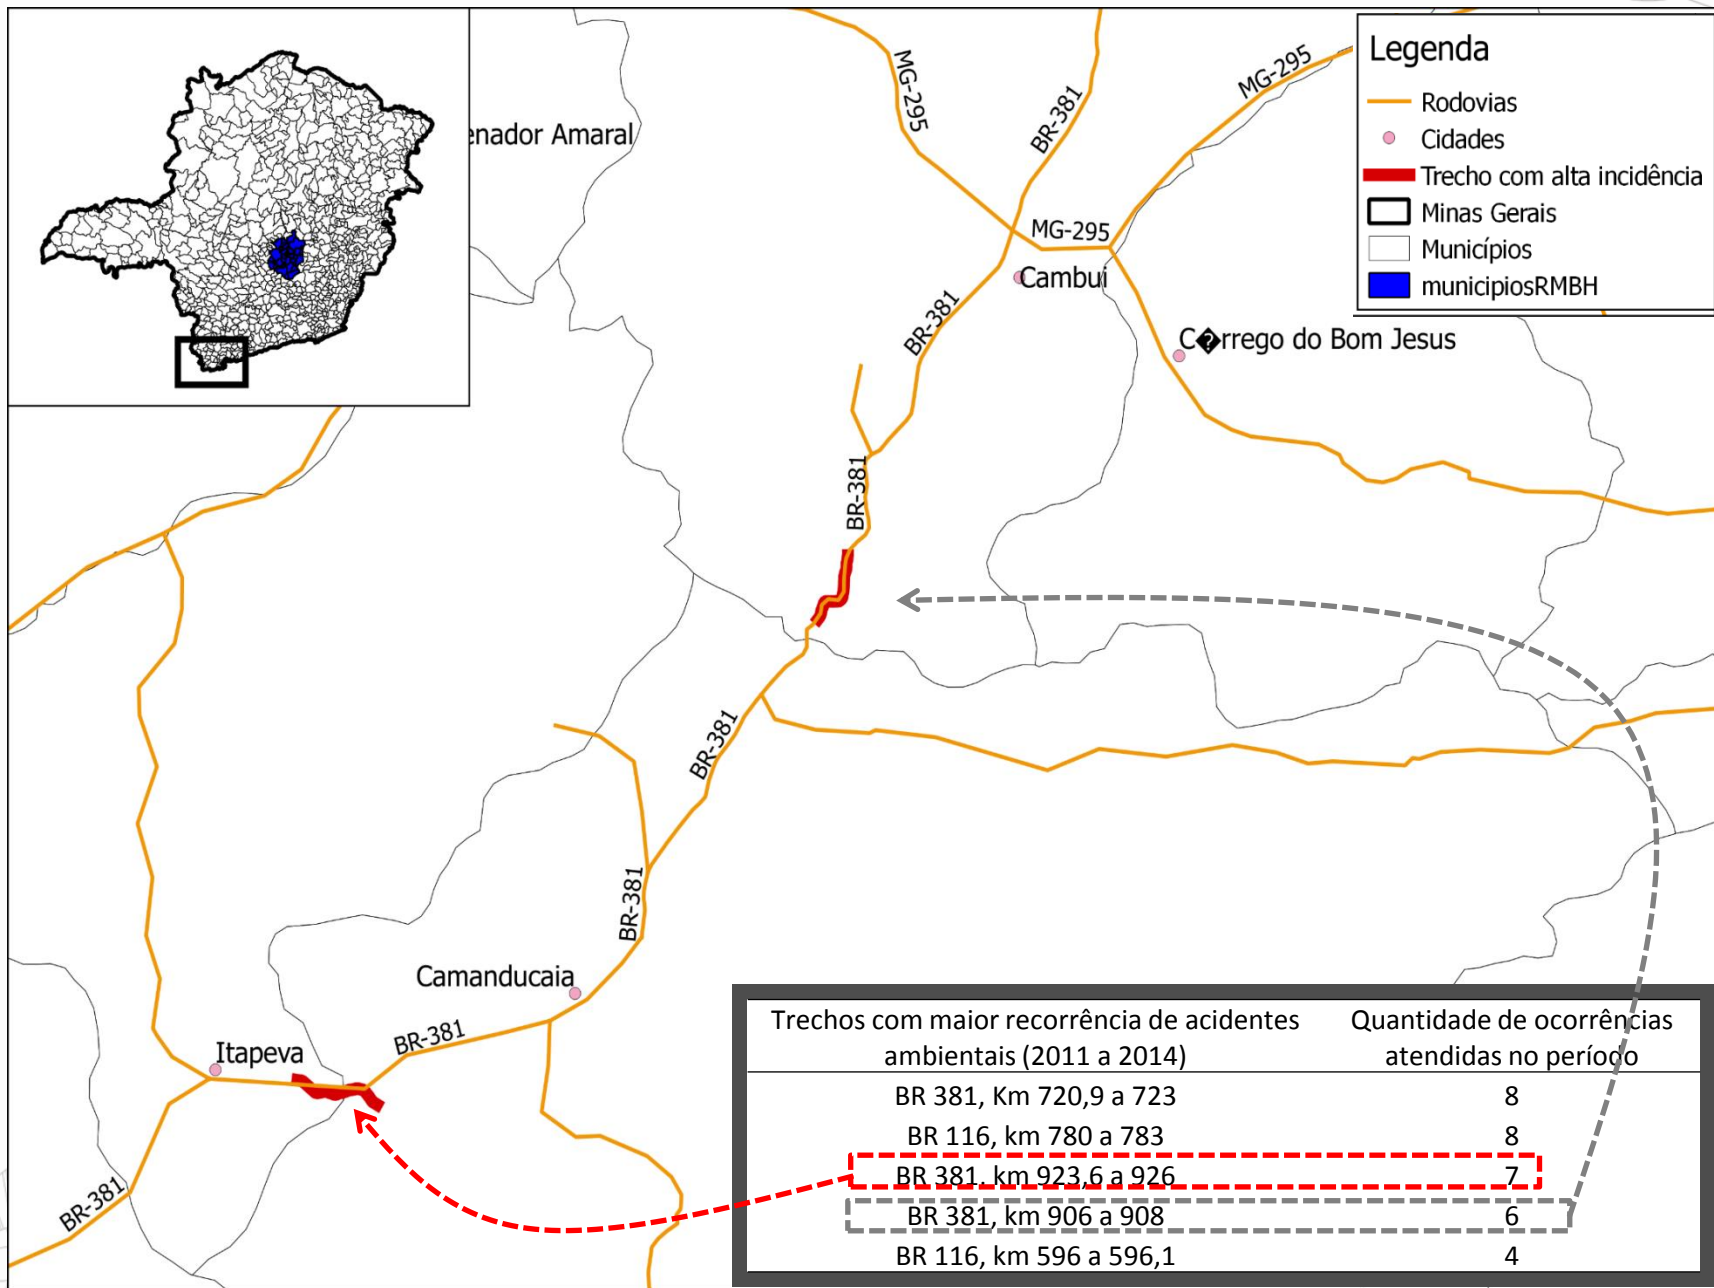 Legenda
Rodovias
Cidades
Trecho com alta incidência
Minas Gerais
Municípios
municipiosRMBH
enador Amaral
MG-295
BR-381
MG-295
MG-295
Cambuí
BR-381
C�rrego do Bom Jesus
BR-381
BR-381
BR-381
Camanducaia
BR-381
Itapeva
BR-381
Trechos com maior recorrência de acidentes
ambientais (2011 a 2014)
Quantidade de ocorrências
atendidas no período
BR 381, Km 720,9 a 723 8
BR 116, km 780 a 783 8
BR 381, km 923,6 a 926 7
BR 381, km 906 a 908 6
BR 116, km 596 a 596,1 4